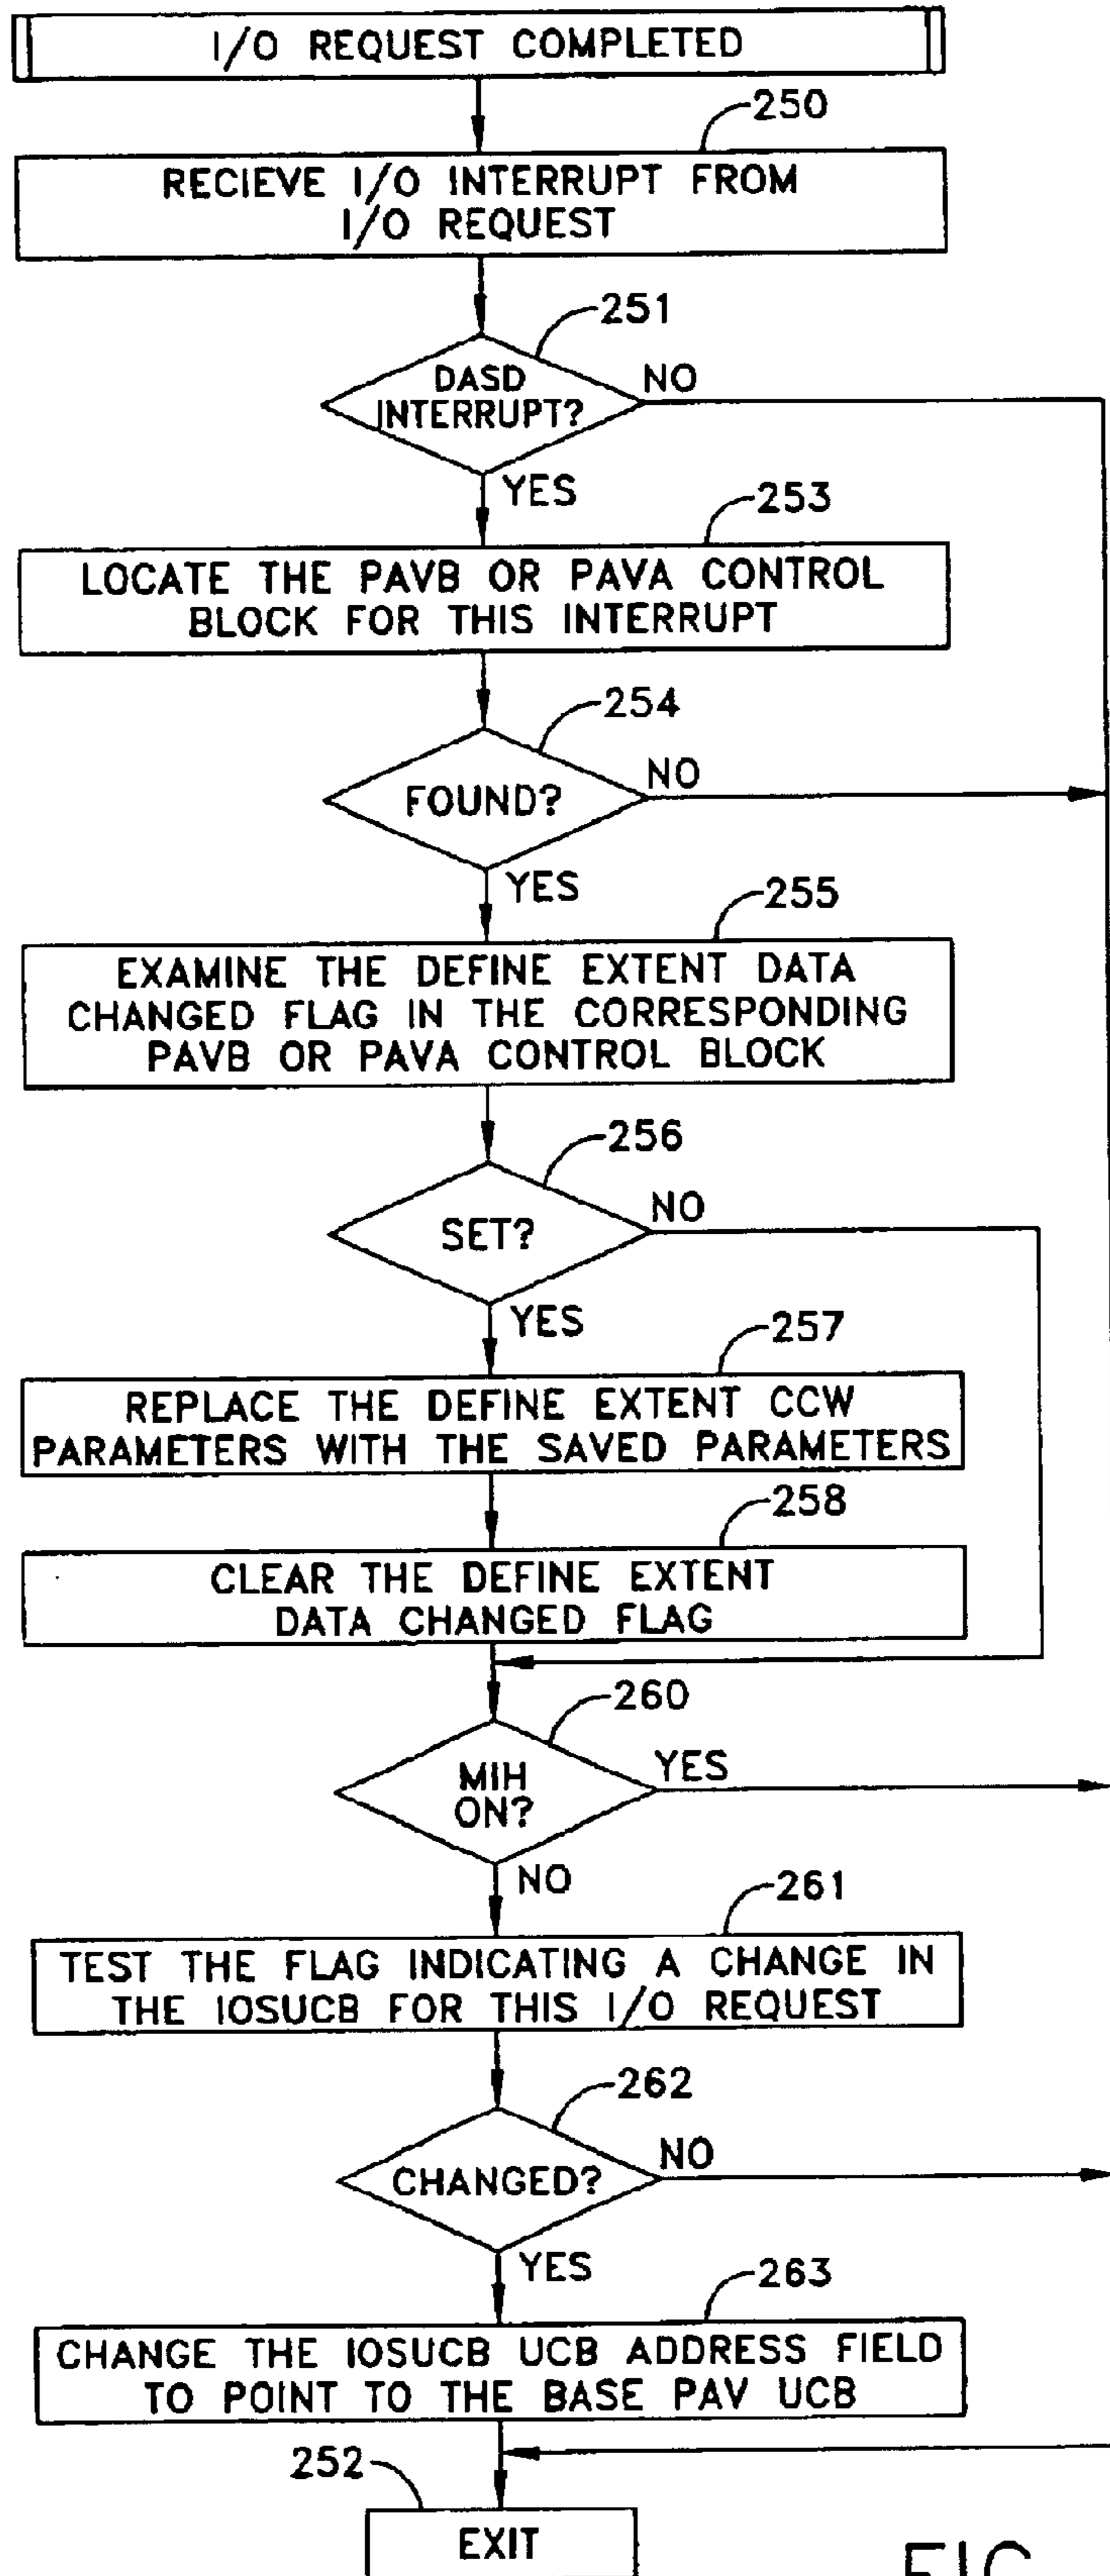 I/O REQUEST COMPLETED
250
RECIEVE I/O INTERRUPT FROM
I/O REQUEST
251
DASD
INTERRUPT?
NO
YES
253
LOCATE THE PAVB OR PAVA CONTROL
BLOCK FOR THIS INTERRUPT
254
FOUND?
NO
YES
255
EXAMINE THE DEFINE EXTENT DATA
CHANGED FLAG IN THE CORRESPONDING
PAVB OR PAVA CONTROL BLOCK
256
SET?
NO
YES
257
REPLACE THE DEFINE EXTENT CCW
PARAMETERS WITH THE SAVED PARAMETERS
258
CLEAR THE DEFINE EXTENT
DATA CHANGED FLAG
260
MIH
ON?
YES
NO
261
TEST THE FLAG INDICATING A CHANGE IN
THE IOSUCB FOR THIS I/O REQUEST
262
CHANGED?
NO
YES
263
CHANGE THE IOSUCB UCB ADDRESS FIELD
TO POINT TO THE BASE PAV UCB
252
EXIT
FIG